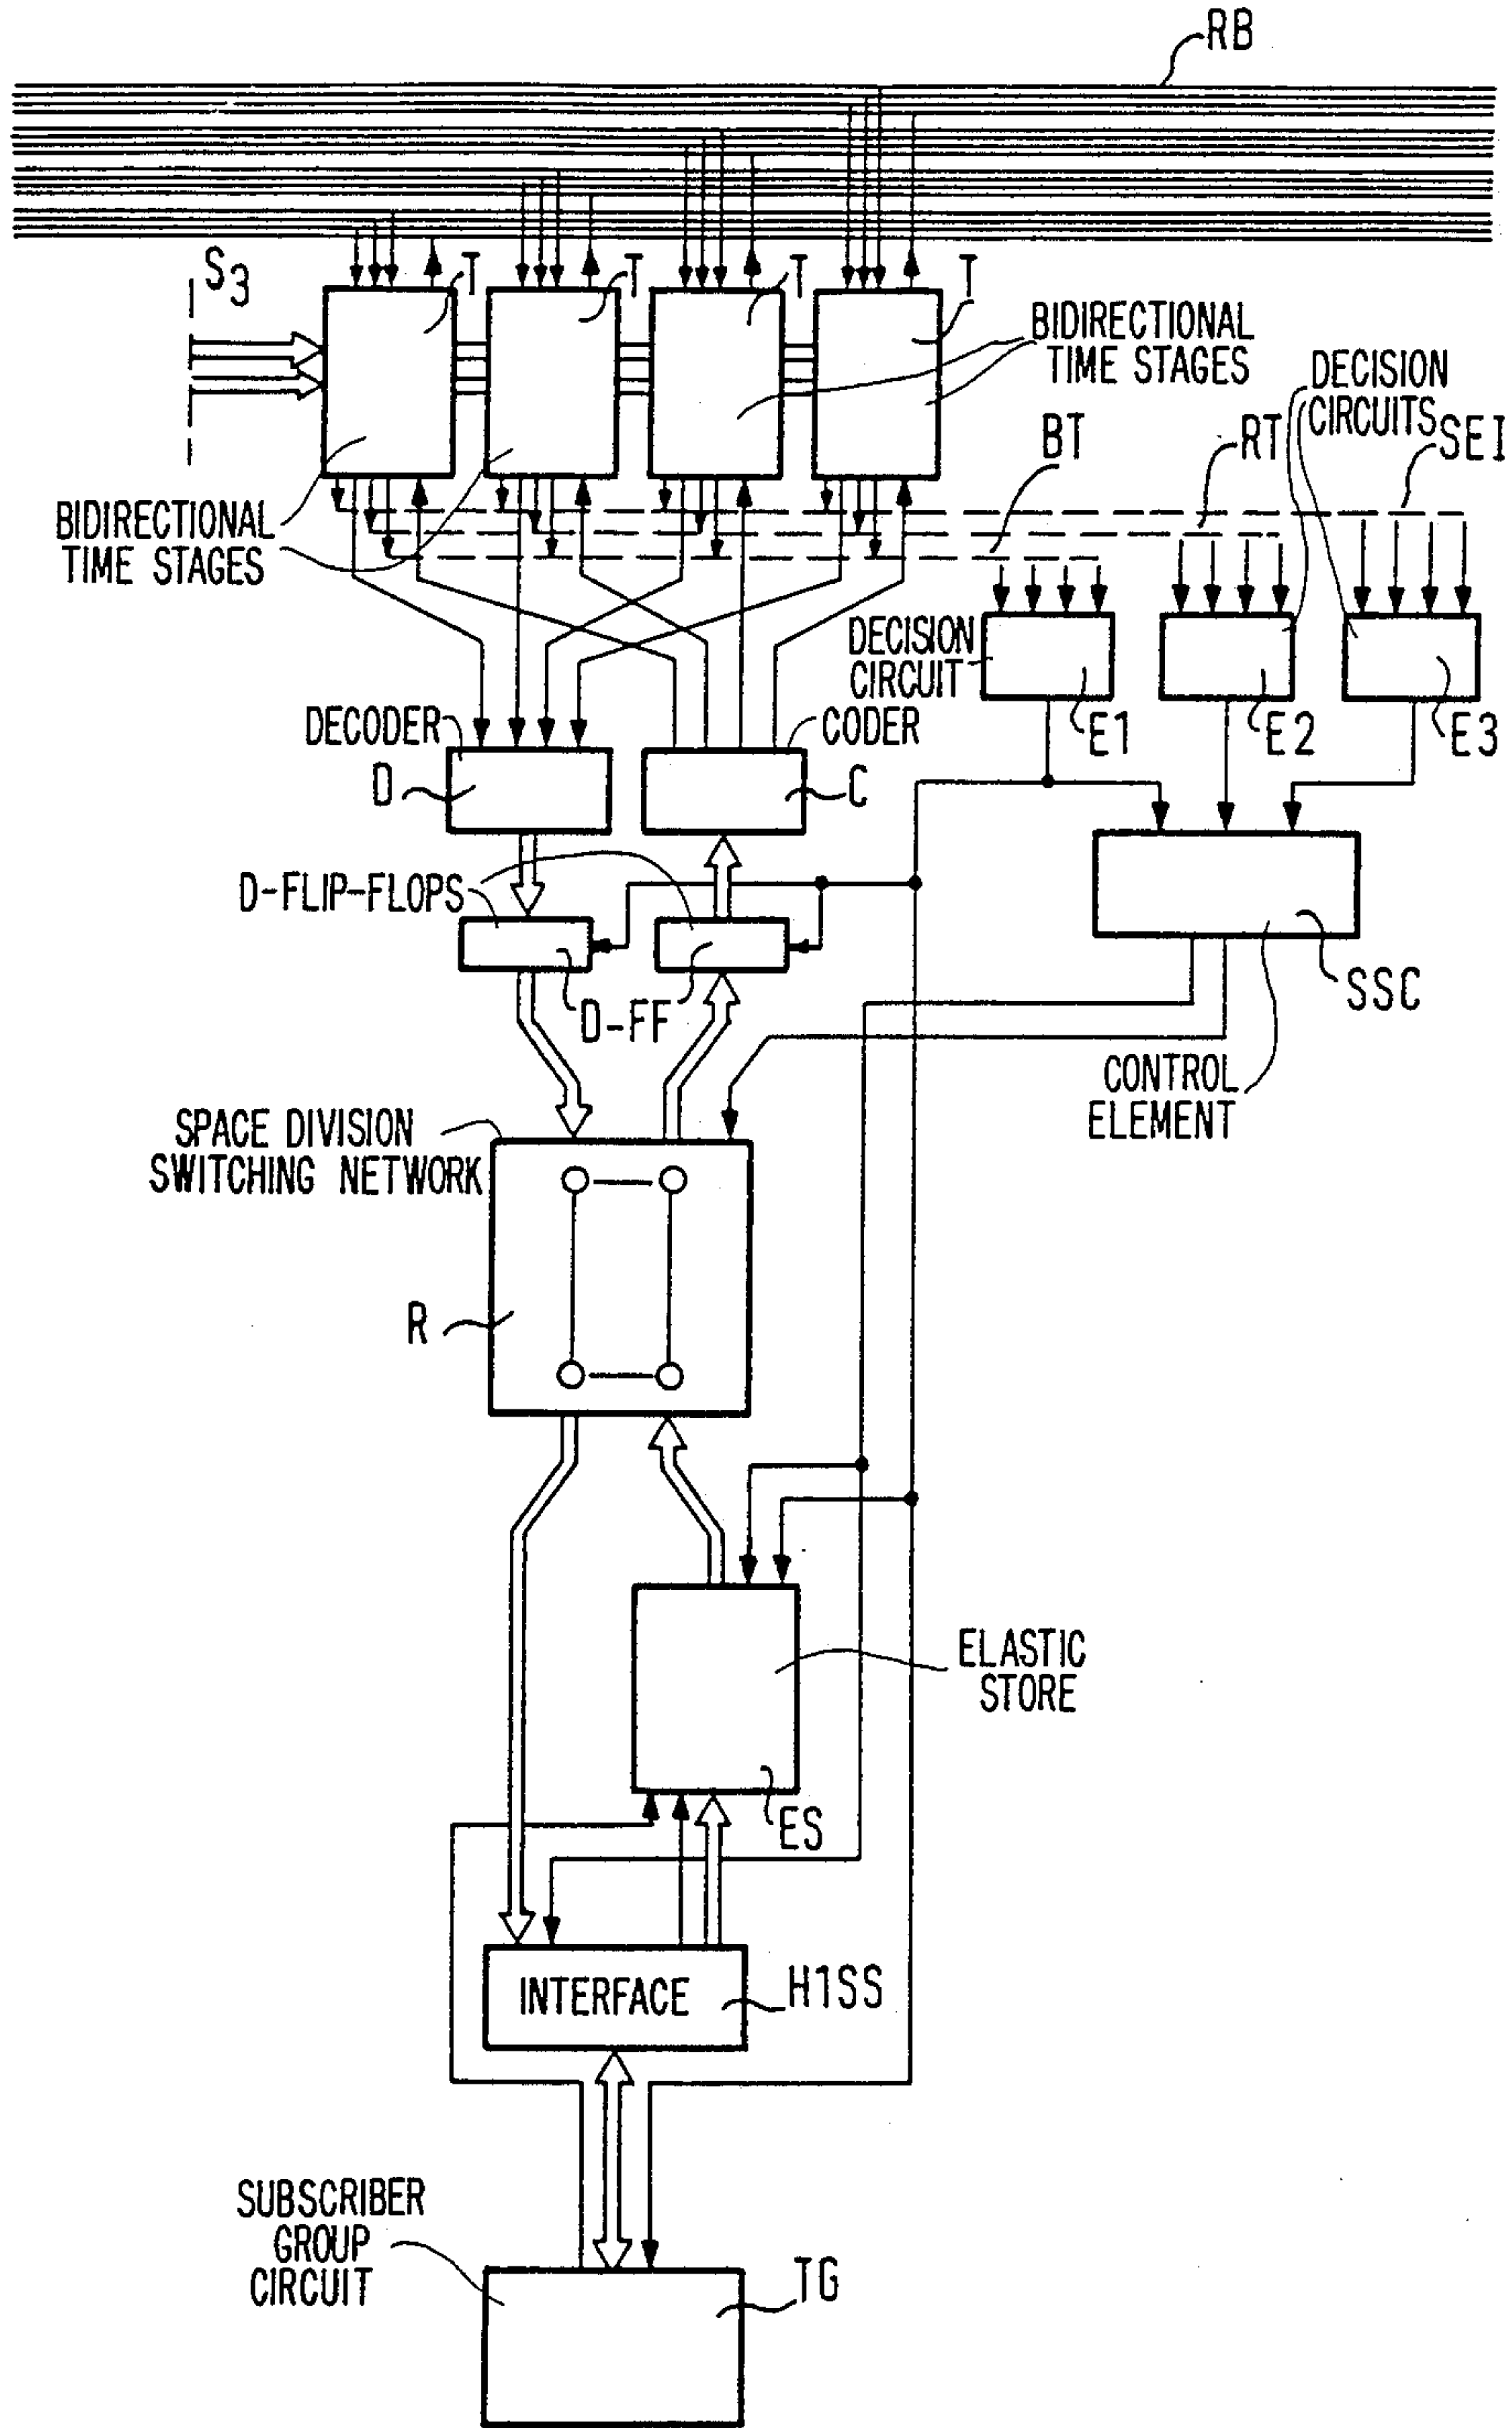 RB
S3
T
T
T
T
BIDIRECTIONAL
TIME STAGES
DECISION
CIRCUITS
BT
RT
SEI
BIDIRECTIONAL
TIME STAGES
DECISION
CIRCUIT
E1
E2
E3
DECODER
CODER
D
C
D-FLIP-FLOPS
D-FF
SSC
CONTROL
ELEMENT
SPACE DIVISION
SWITCHING NETWORK
R
ELASTIC
STORE
ES
INTERFACE
H1SS
SUBSCRIBER
GROUP
CIRCUIT
TG